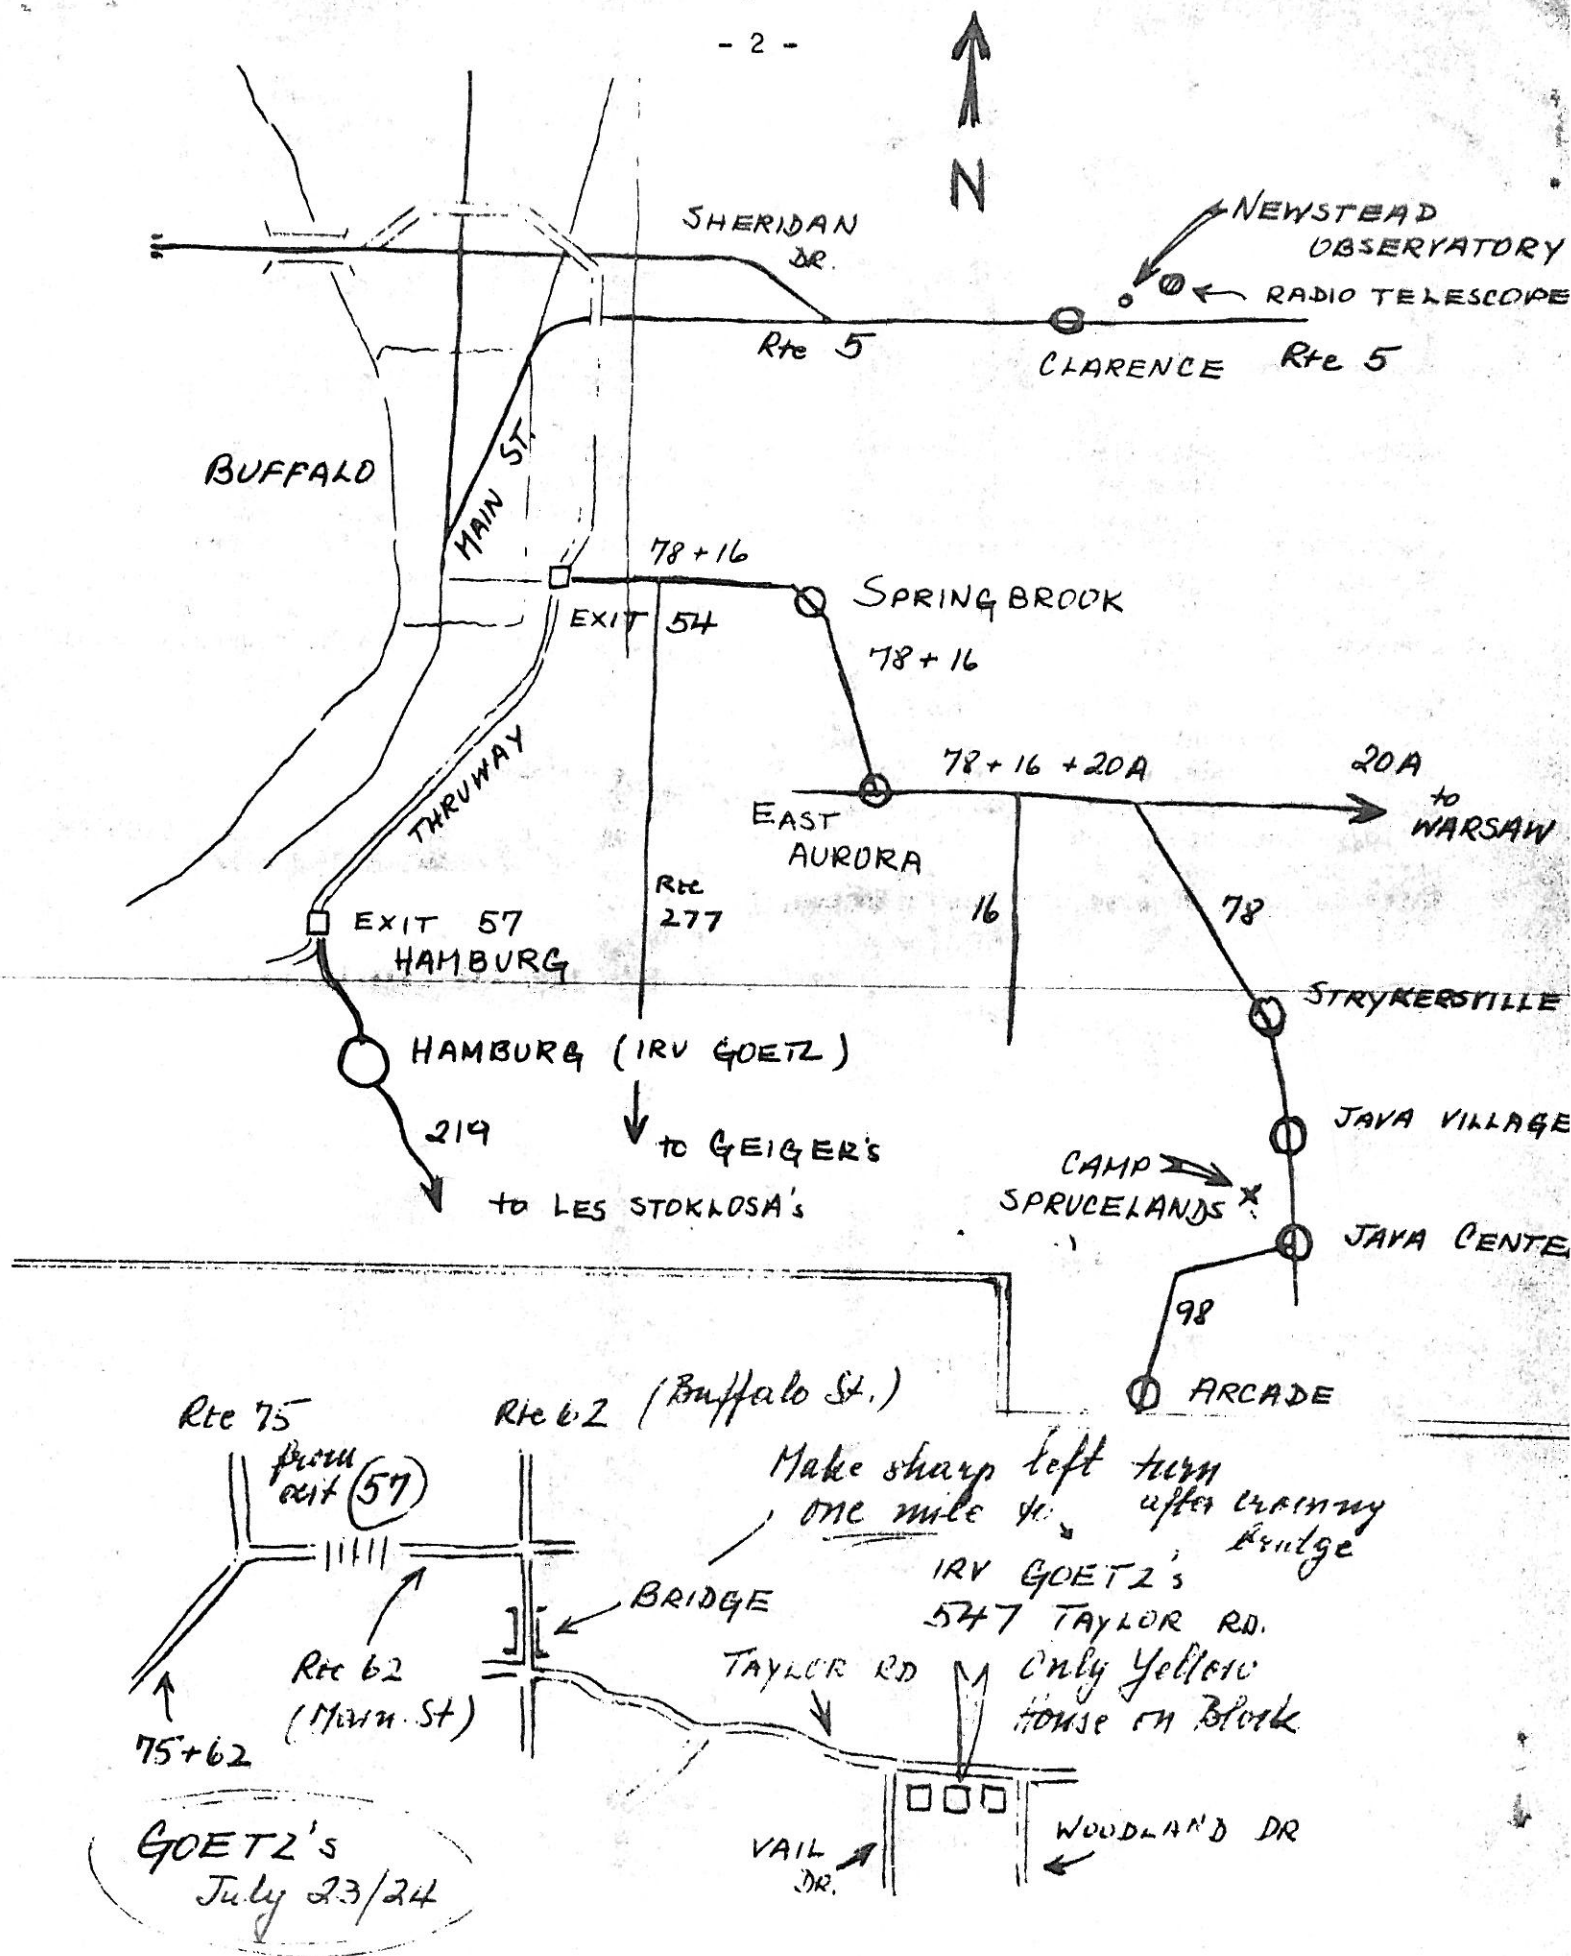 - 2 -
N
SHERIDAN
DR.
NEWSTEAD
OBSERVATORY
RADIO TELESCOPE
Rte 5
CLARENCE
Rte 5
BUFFALO
MAIN ST.
78 + 16
EXIT 54
SPRINGBROOK
78 + 16
THRUWAY
78 + 16 + 20A
20A
to
WARSAW
EAST
AURORA
Rte
277
16
78
EXIT 57
HAMBURG
STRYKERSVILLE
HAMBURG (IRV GOETZ)
219
to GEIGER's
JAVA VILLAGE
CAMP
SPRUCELANDS
to LES STOKLOSA's
JAVA CENTE
98
ARCADE
Rte 75
from
exit (57)
Rte 62 (Buffalo St.)
Make sharp left turn
one mile after crossing
bridge
IRV GOETZ's
547 TAYLOR RD.
Only Yellow
House on Block
BRIDGE
TAYLOR RD
Rte 62
(Main St)
75+62
GOETZ's
July 23/24
VAIL
DR.
WOODLAND DR